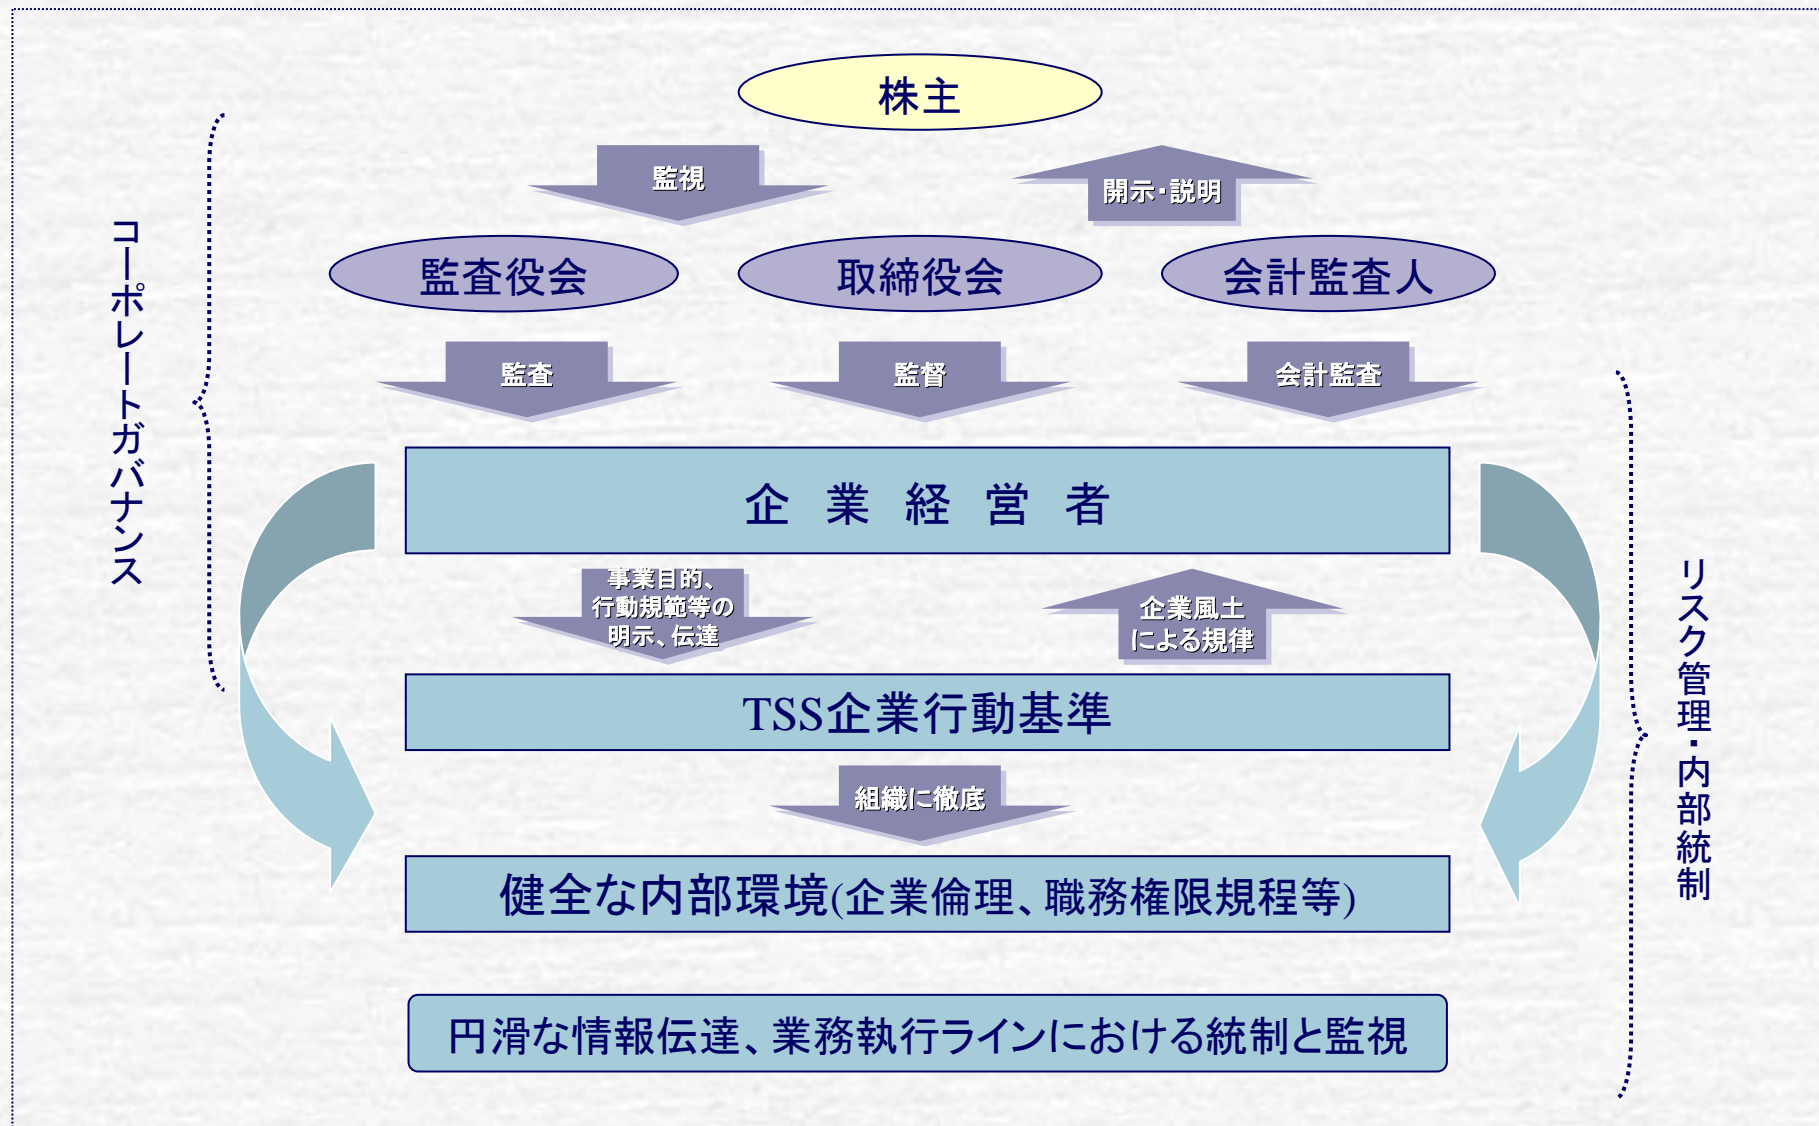 株主
監視
開示・説明
監査役会
取締役会
会計監査人
監査
監督
会計監査
コーポレートガバナンス
企　業　経　営　者
事業目的、
行動規範等の
明示、伝達
企業風土
による規律
TSS企業行動基準
リスク管理・内部統制
組織に徹底
健全な内部環境(企業倫理、職務権限規程等)
円滑な情報伝達、業務執行ラインにおける統制と監視